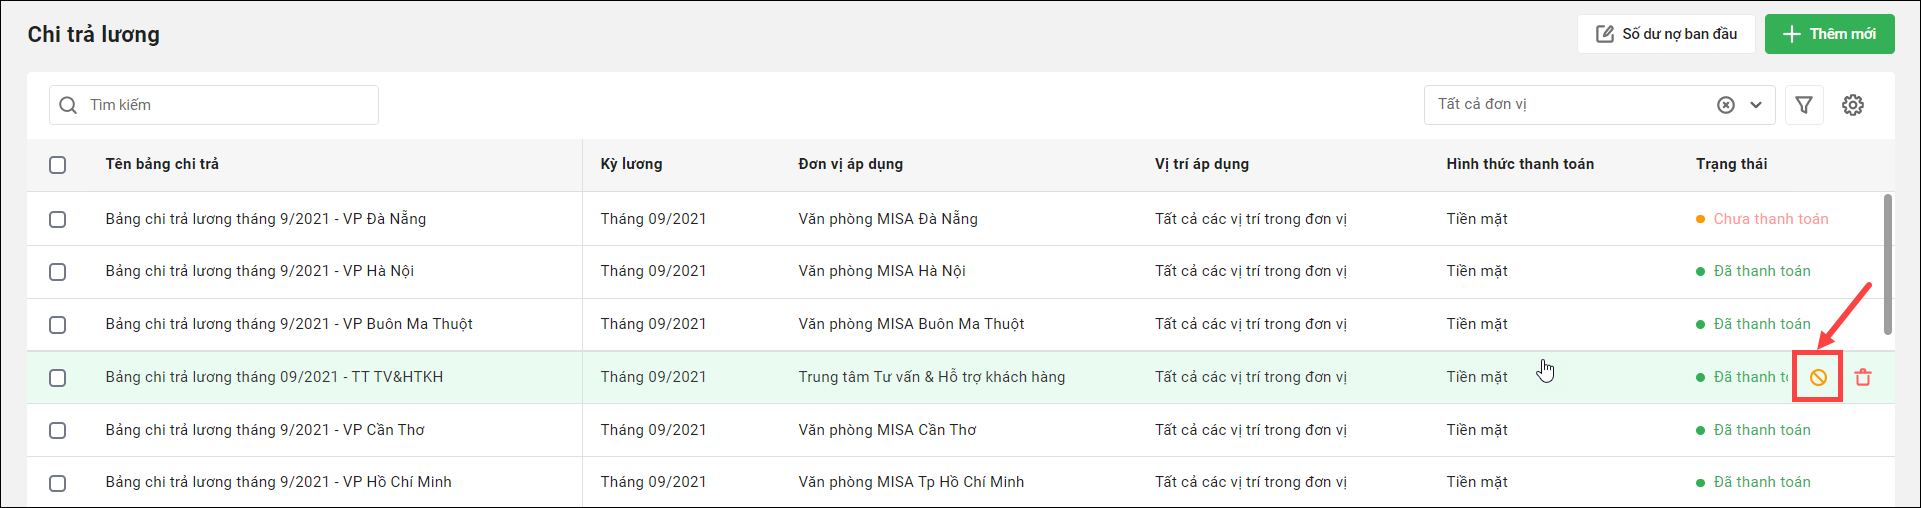 Chi trả lương
Số dư nợ ban đầu
Thêm mới
Tìm kiếm
Tất cả đơn vị
Tên bảng chi trả Kỳ lương Đơn vị áp dụng Vị trí áp dụng Hình thức thanh toán Trạng thái
Bảng chi trả lương tháng 9/2021 - VP Đà Nẵng Tháng 09/2021 Văn phòng MISA Đà Nẵng Tất cả các vị trí trong đơn vị Tiền mặt Chưa thanh toán
Bảng chi trả lương tháng 9/2021 - VP Hà Nội Tháng 09/2021 Văn phòng MISA Hà Nội Tất cả các vị trí trong đơn vị Tiền mặt Đã thanh toán
Bảng chi trả lương tháng 9/2021 - VP Buôn Ma Thuột Tháng 09/2021 Văn phòng MISA Buôn Ma Thuột Tất cả các vị trí trong đơn vị Tiền mặt Đã thanh toán
Bảng chi trả lương tháng 09/2021 - TT TV&HTKH Tháng 09/2021 Trung tâm Tư vấn & Hỗ trợ khách hàng Tất cả các vị trí trong đơn vị Tiền mặt Đã thanh
Bảng chi trả lương tháng 9/2021 - VP Cần Thơ Tháng 09/2021 Văn phòng MISA Cần Thơ Tất cả các vị trí trong đơn vị Tiền mặt Đã thanh toán
Bảng chi trả lương tháng 9/2021 - VP Hồ Chí Minh Tháng 09/2021 Văn phòng MISA Tp Hồ Chí Minh Tất cả các vị trí trong đơn vị Tiền mặt Đã thanh toán